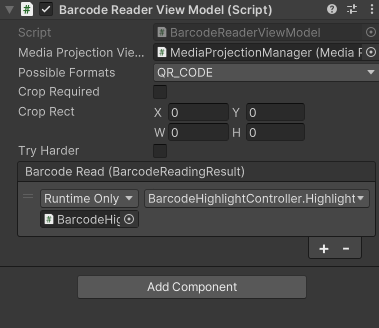 Barcode Reader View Model (Script)
Script BarcodeReaderViewModel
Media Projection Vie... MediaProjectionManager (Media
Possible Formats QR_CODE
Crop Required
Crop Rect X 0 Y 0
W 0 H 0
Try Harder
Barcode Read (BarcodeReadingResult)
Runtime Only BarcodeHighlightController.Highlight
BarcodeHig
+ -
Add Component